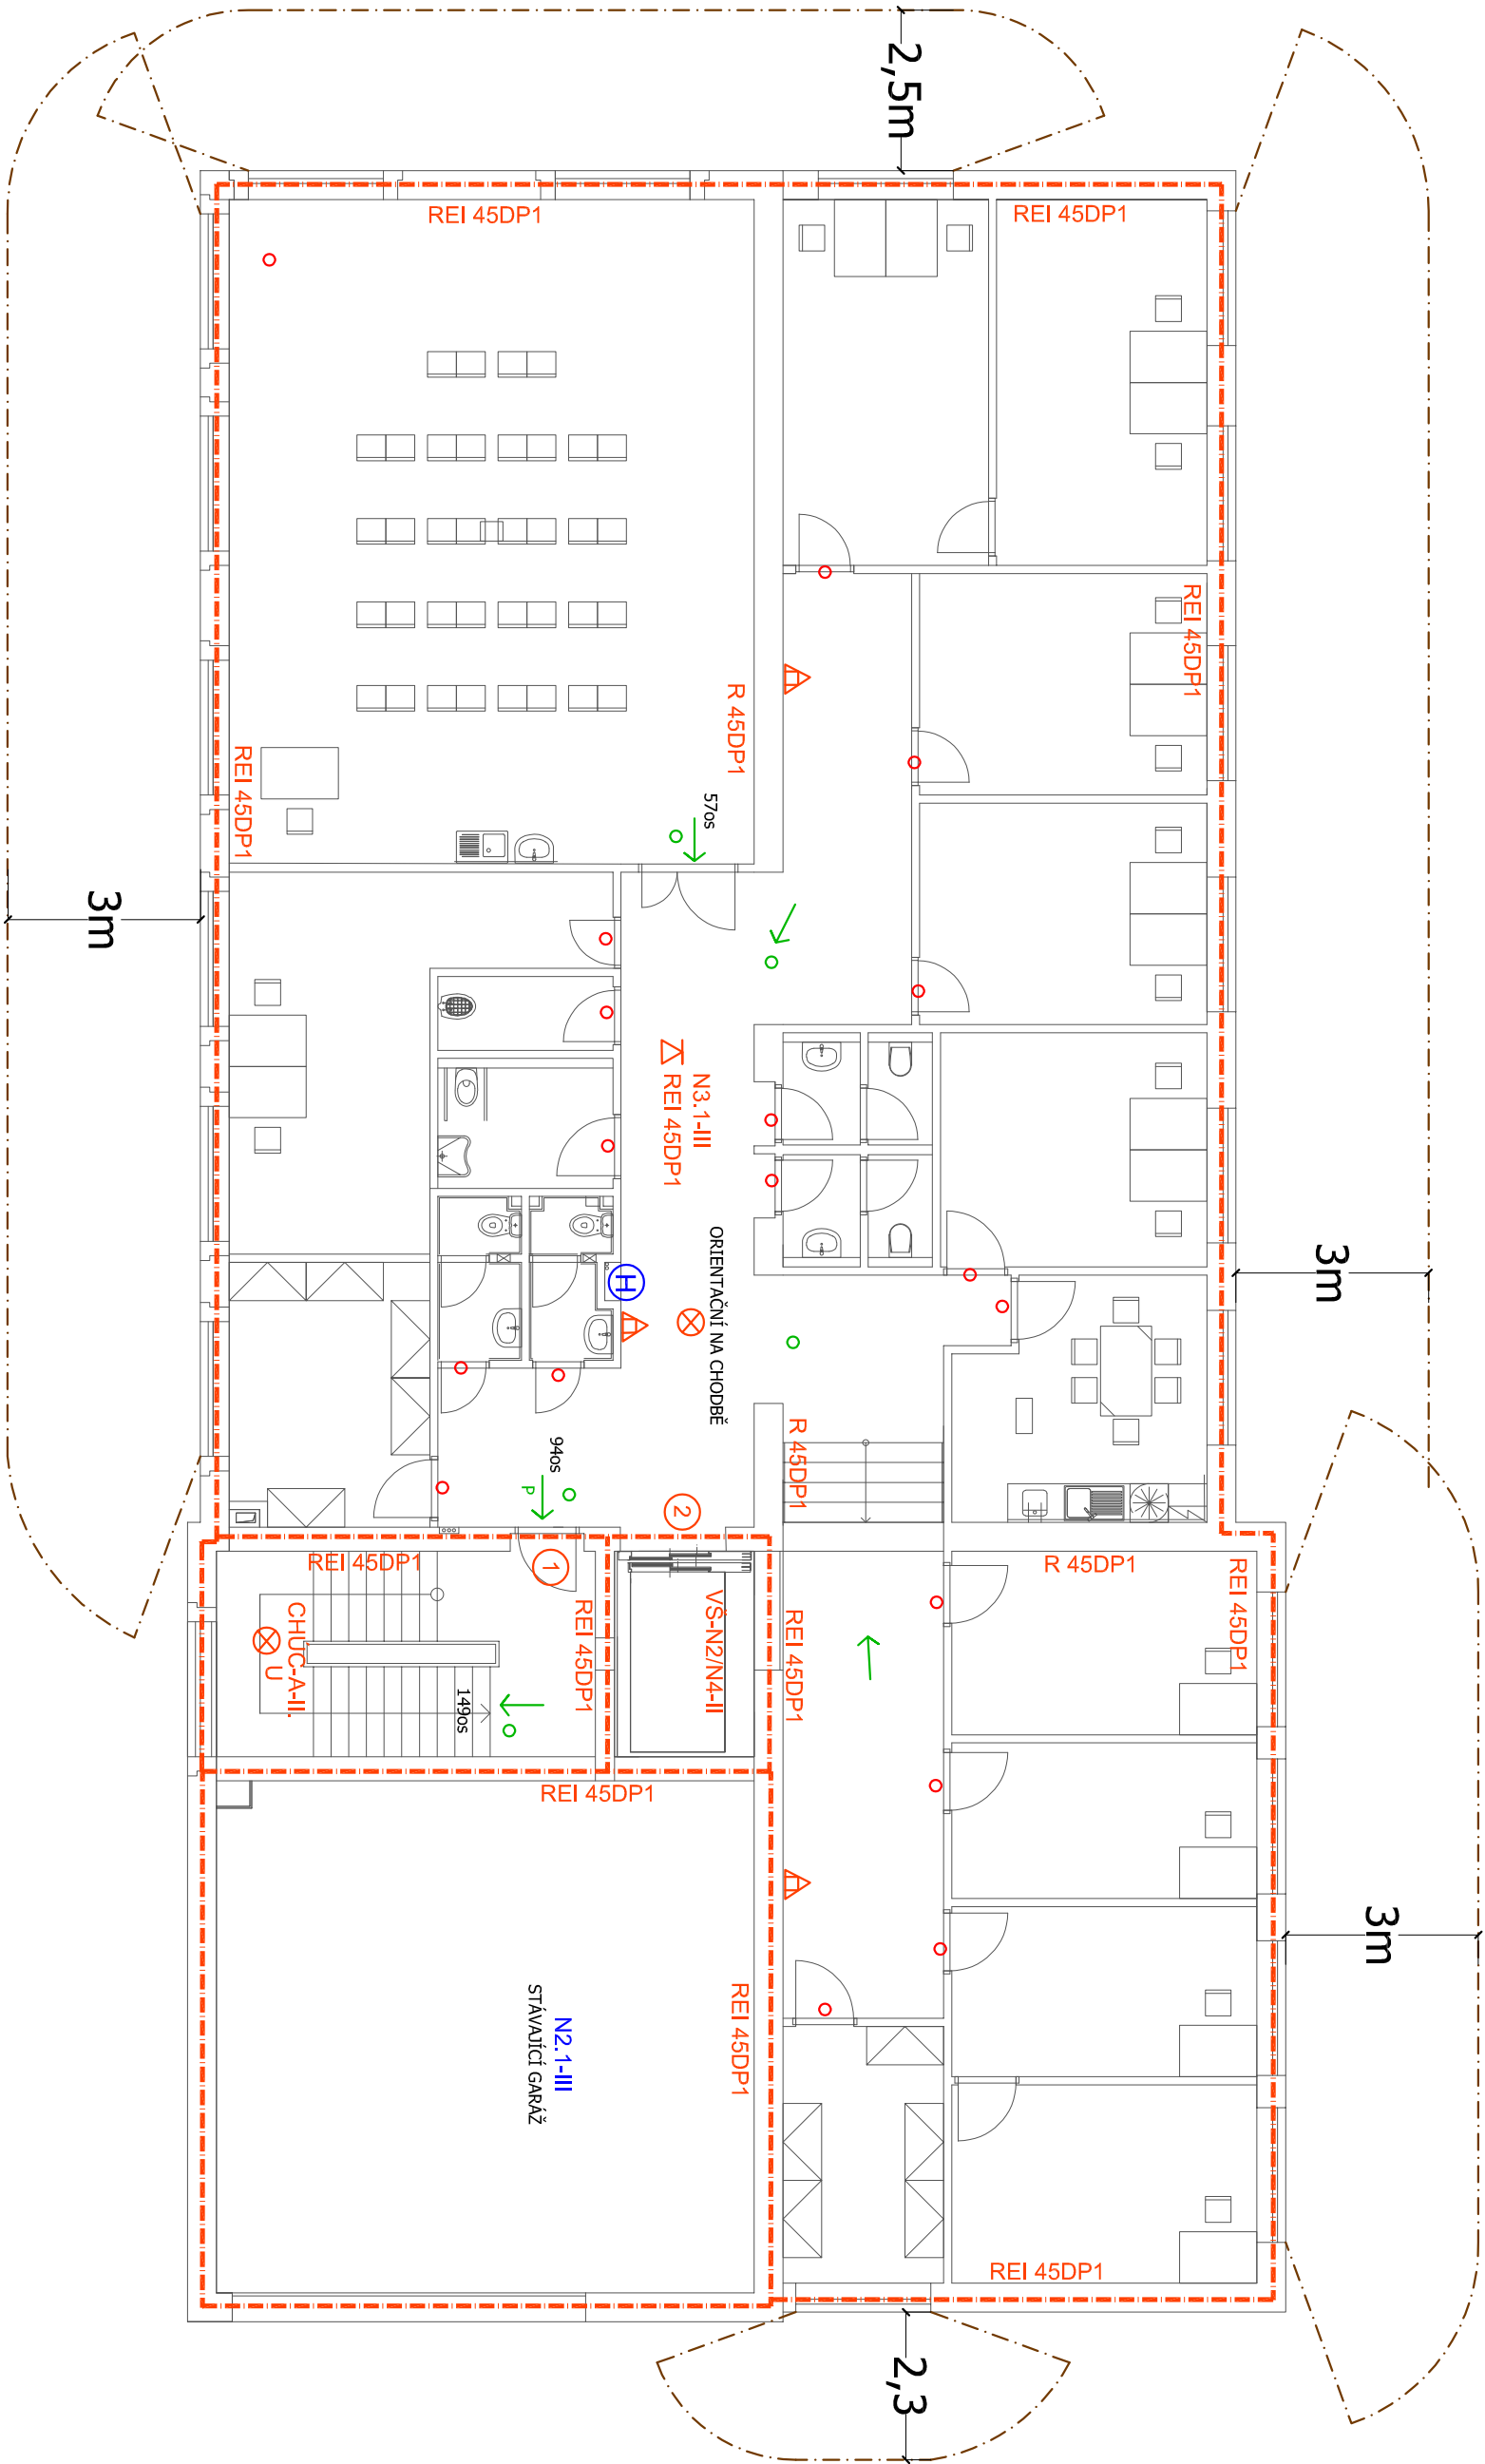 2,5m
REI 45DP1
REI 45DP1
REI 45DP1
R 45DP1
REI 45DP1
57os
3m
N3.1-III
REI 45DP1
ORIENTAČNÍ NA CHODBĚ
H
3m
R 45DP1
94os
P
2
1
REI 45DP1
R 45DP1
REI 45DP1
REI 45DP1
VŠ-N2/N4-II
REI 45DP1
CHÚC-A-II.
U
149os
REI 45DP1
3m
REI 45DP1
N2.1-III
STÁVAJÍCÍ GARÁŽ
REI 45DP1
2,3